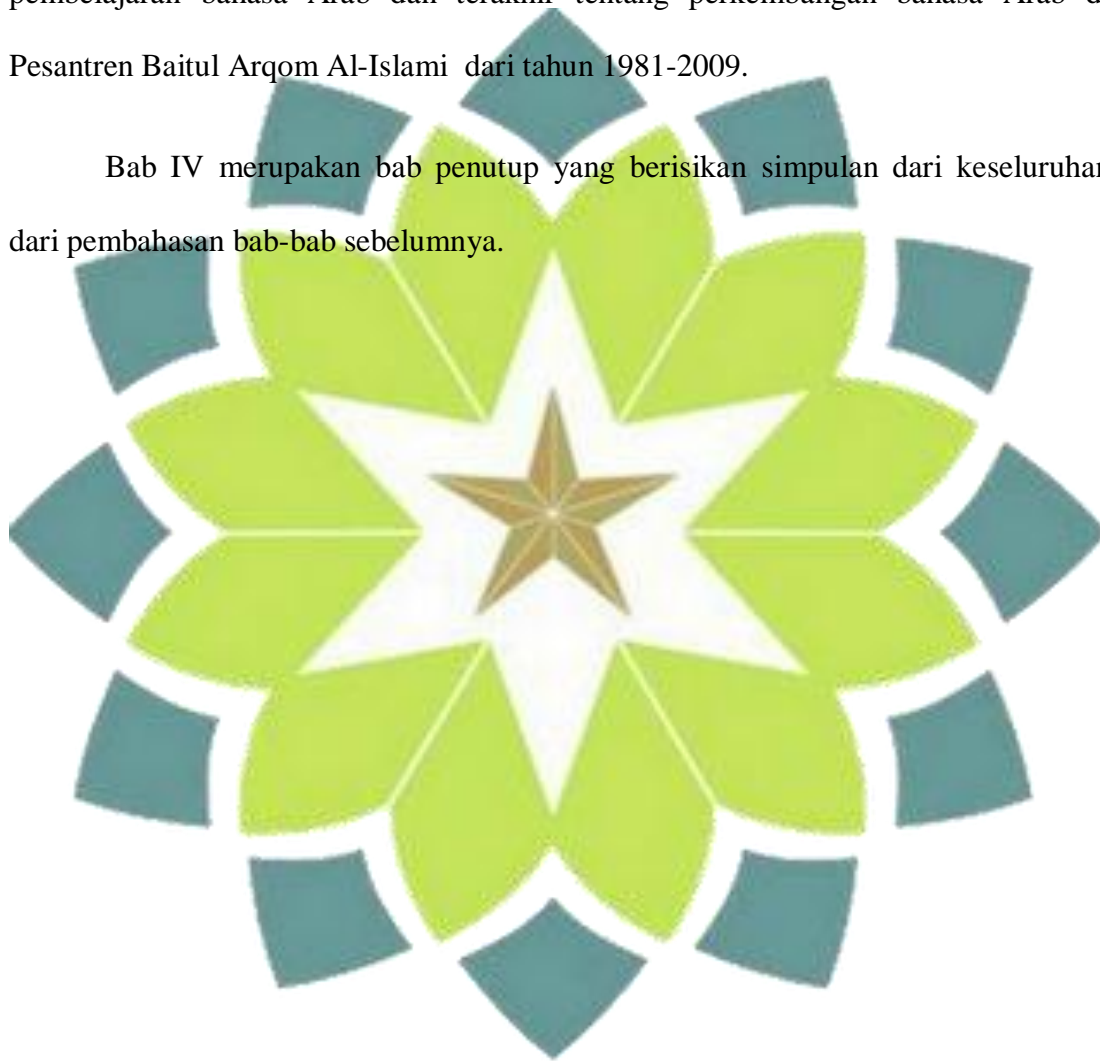 pembelajaran bahasa Arab dan terakhir tentang perkembangan bahasa Arab
Pesantren Baitul Arqom Al-Islami dari tahun 1981-2009.
Bab IV merupakan bab penutup yang berisikan simpulan dari keseluruhan
dari pembahasan bab-bab sebelumnya.